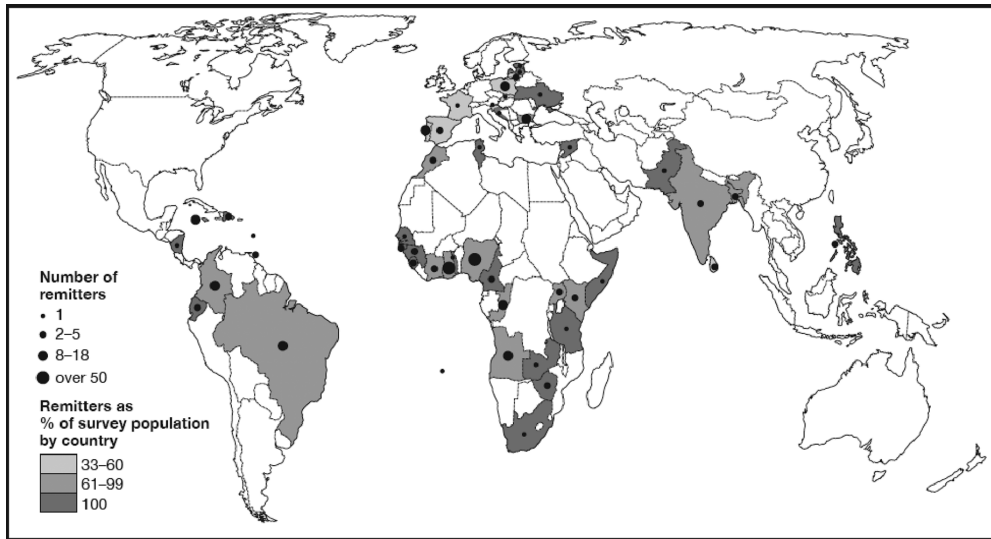 Number of
remitters
1
2–5
8–18
over 50
Remitters as
% of survey population
by country
33–60
61–99
100